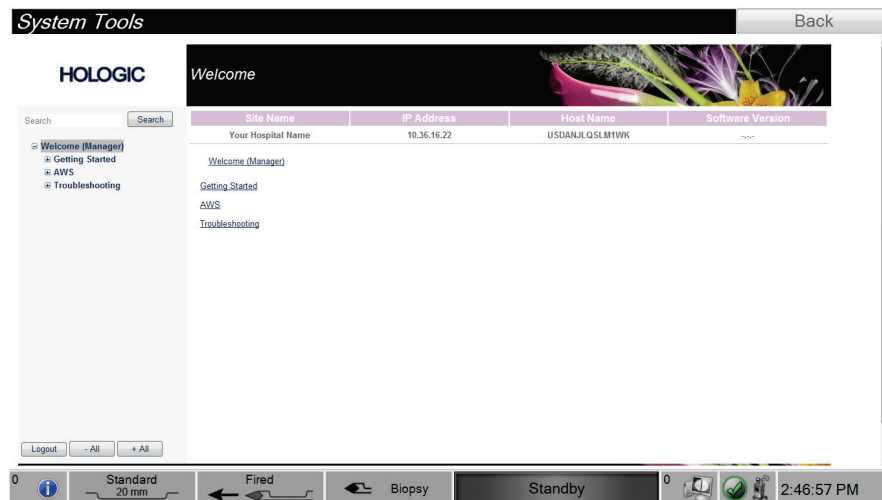 System Tools
Back
HOLOGIC
Welcome
Search
Search
Site Name IP Address Host Name Software Version
Your Hospital Name 10.36.16.22 USDANJLQSLM1WK -.-.-
Welcome (Manager)
Getting Started
AWS
Troubleshooting
Welcome (Manager)
Getting Started
AWS
Troubleshooting
Logout - All + All
0
Standard
20 mm
Fired
Biopsy
Standby
0
2:46:57 PM